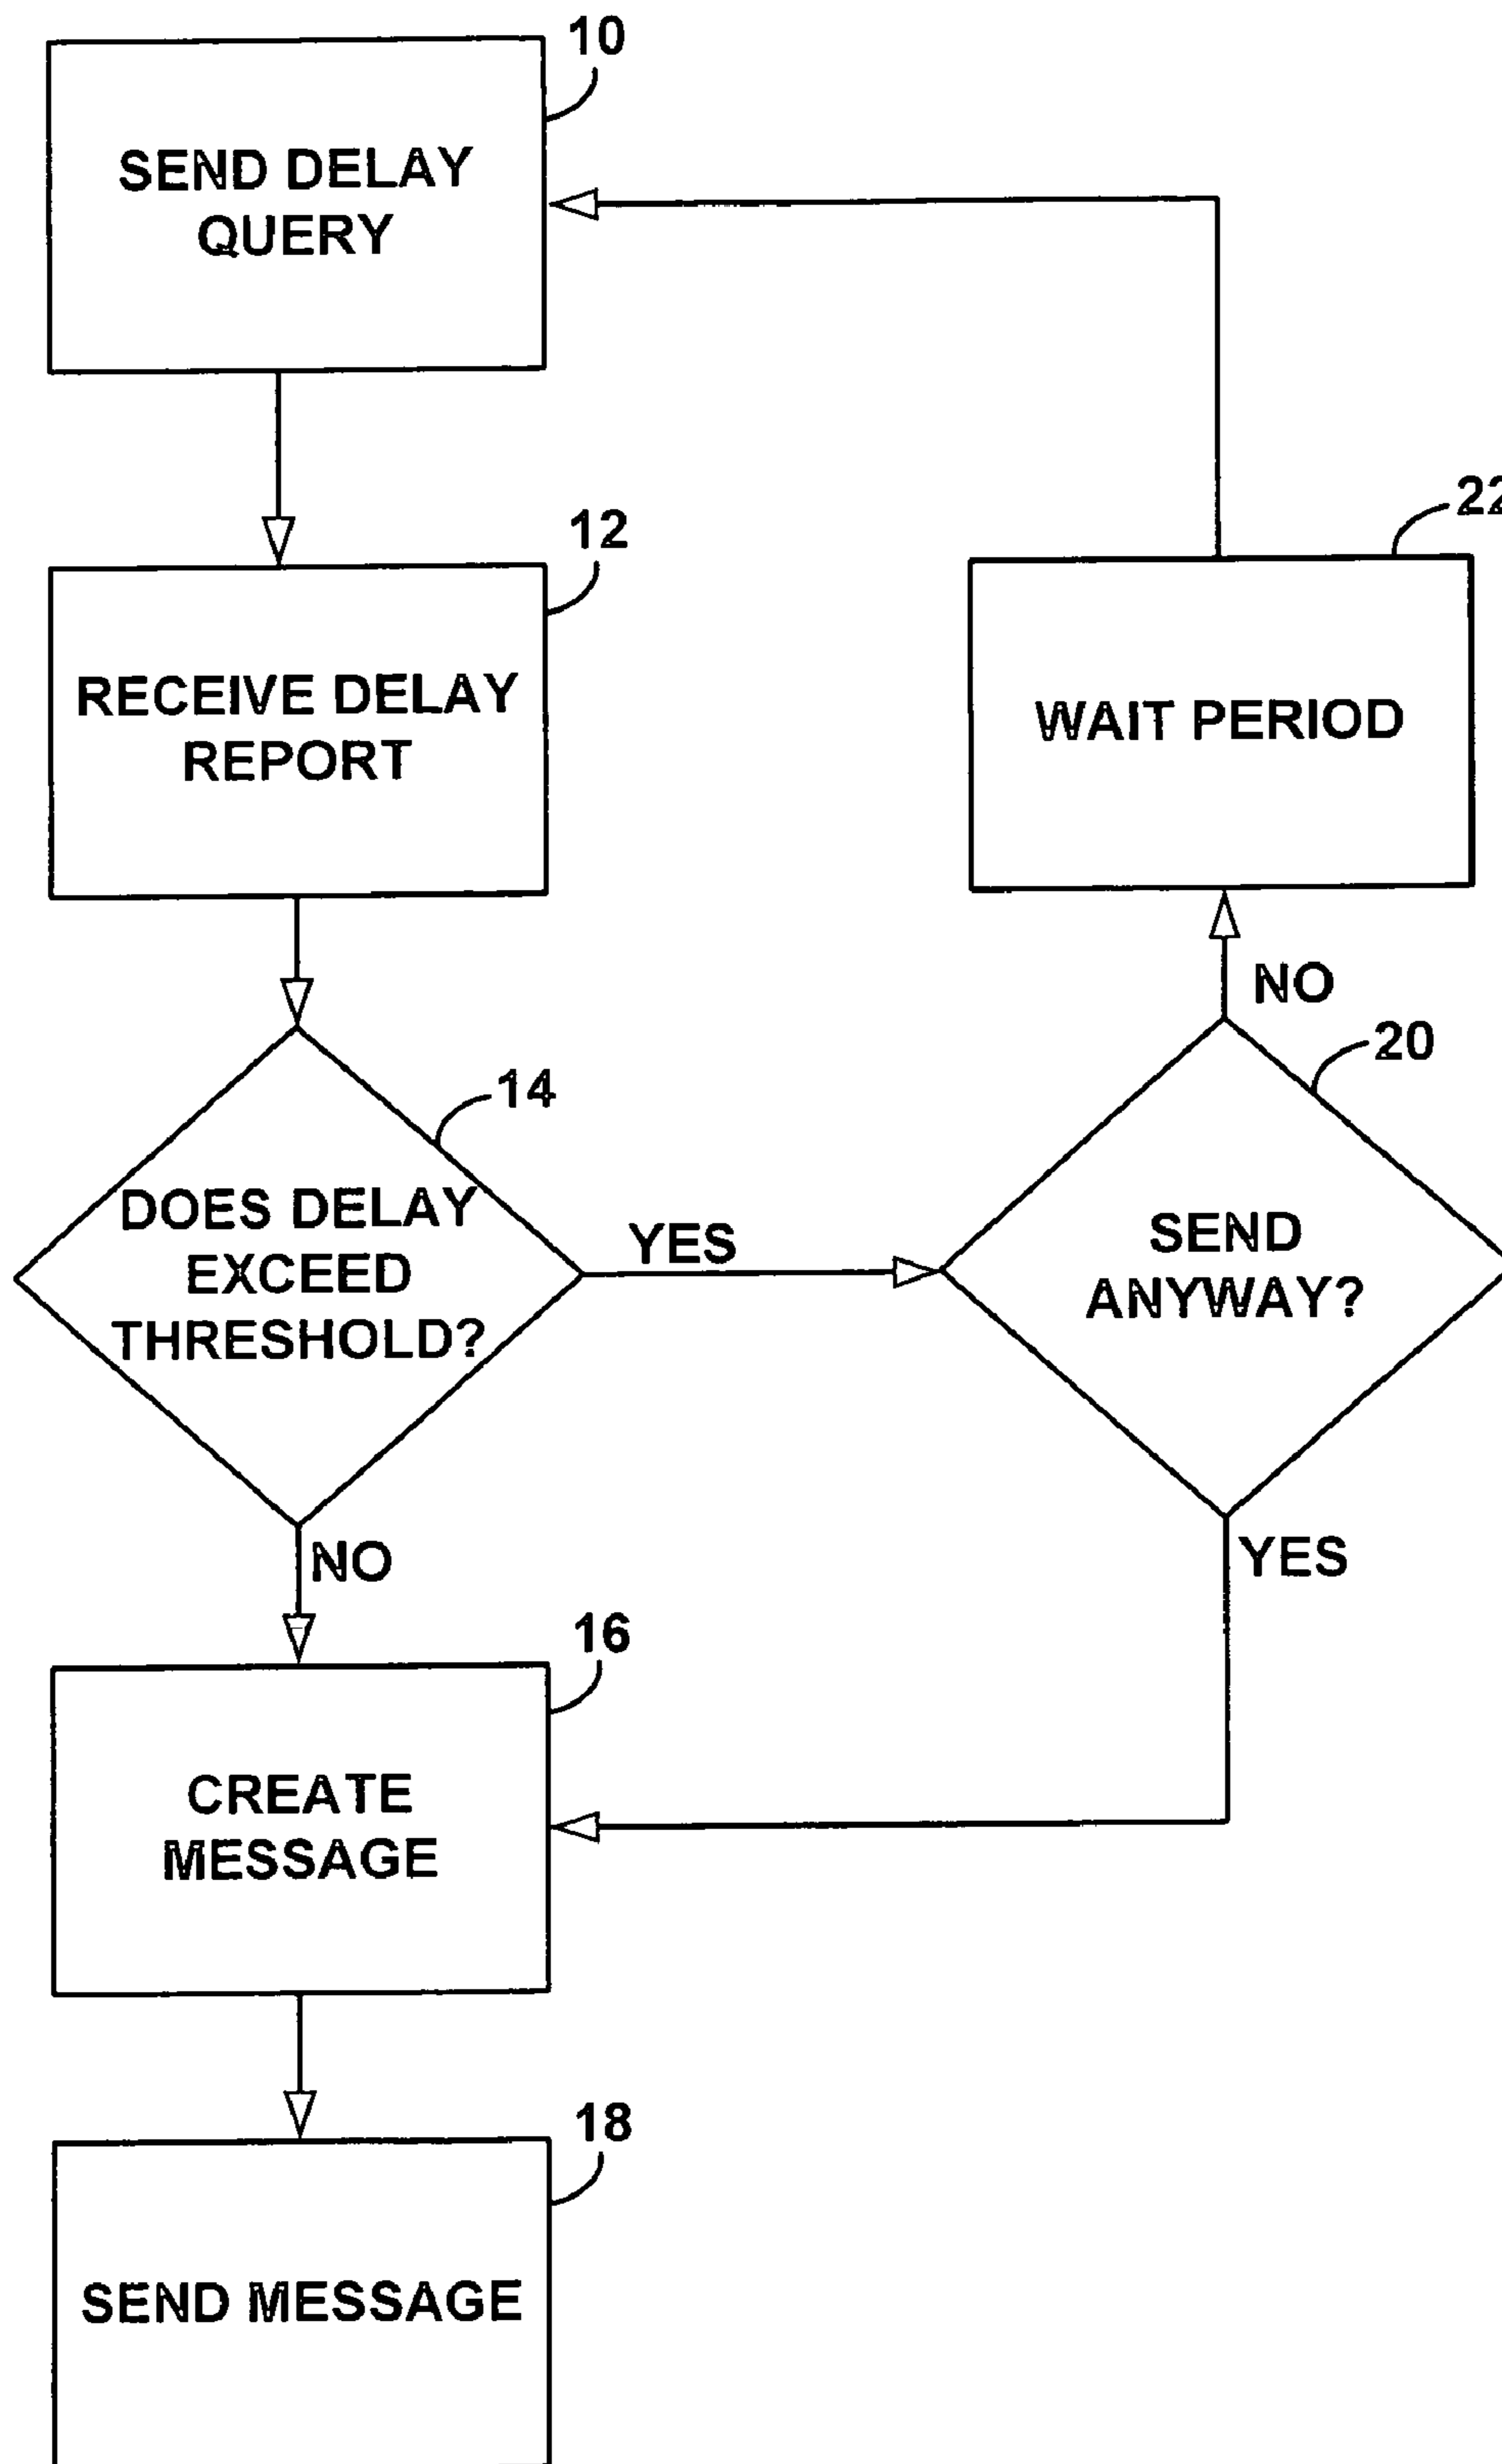 10
SEND DELAY
QUERY
12
RECEIVE DELAY
REPORT
22
WAIT PERIOD
NO
14
DOES DELAY
EXCEED
THRESHOLD?
YES
20
SEND
ANYWAY?
NO
YES
16
CREATE
MESSAGE
18
SEND MESSAGE